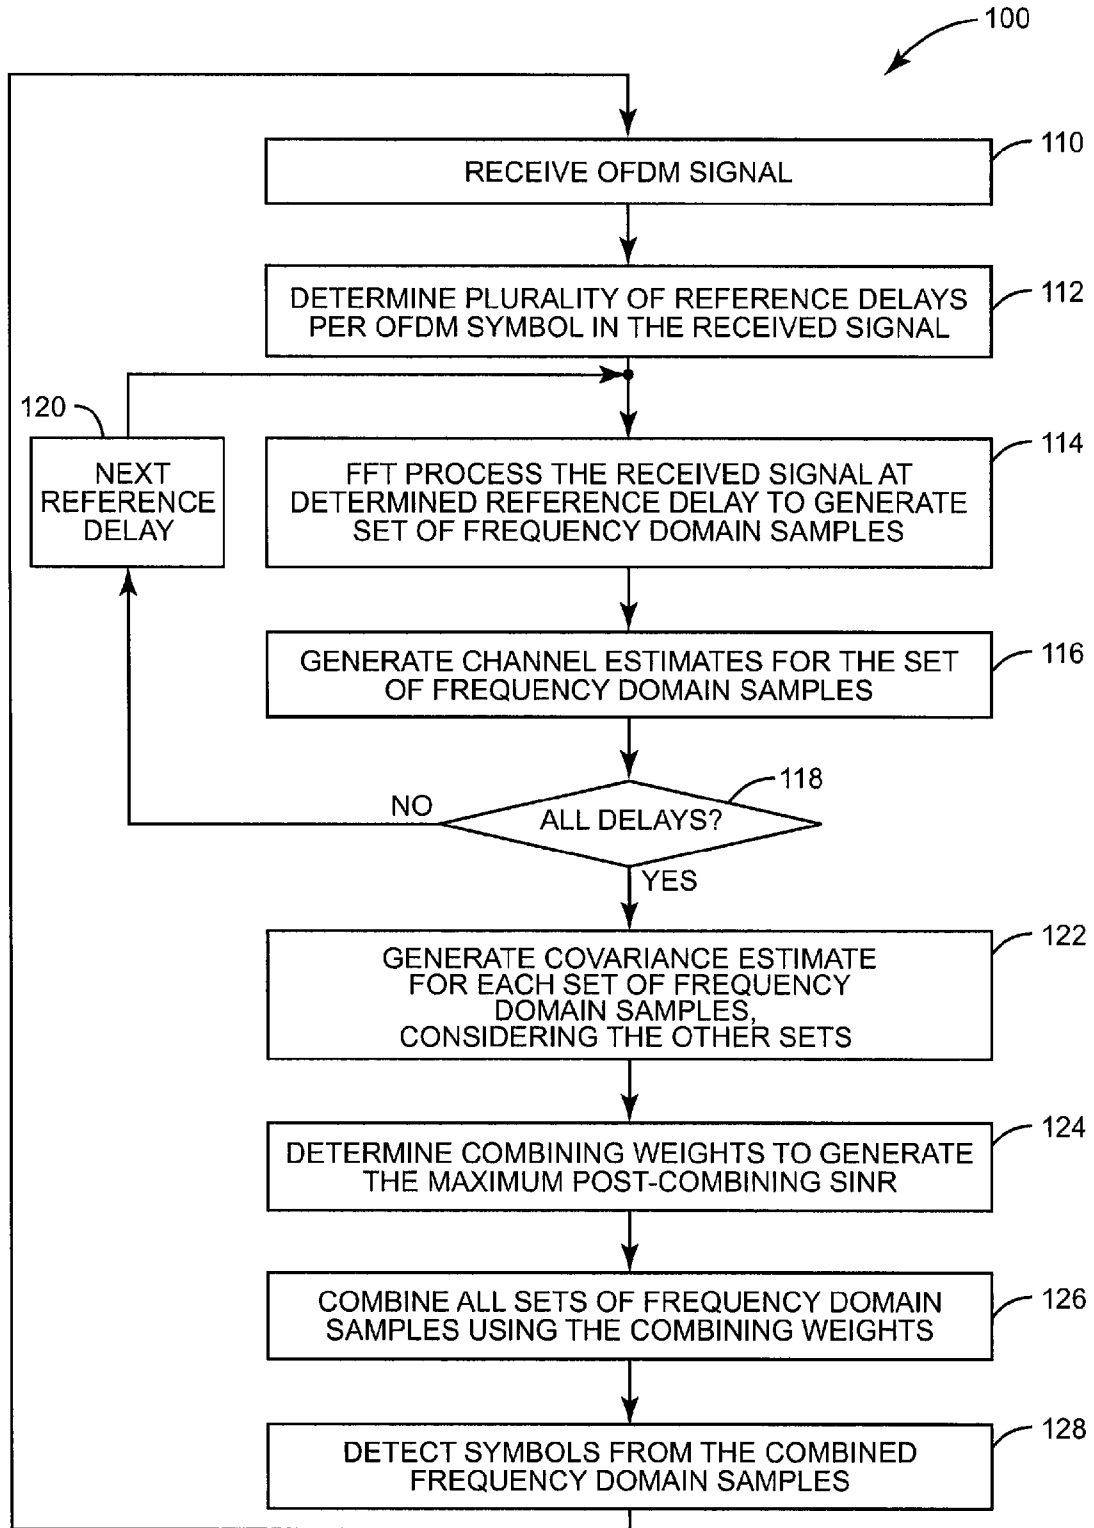 100
RECEIVE OFDM SIGNAL
110
DETERMINE PLURALITY OF REFERENCE DELAYS
PER OFDM SYMBOL IN THE RECEIVED SIGNAL
112
120
NEXT
REFERENCE
DELAY
FFT PROCESS THE RECEIVED SIGNAL AT
DETERMINED REFERENCE DELAY TO GENERATE
SET OF FREQUENCY DOMAIN SAMPLES
114
GENERATE CHANNEL ESTIMATES FOR THE SET
OF FREQUENCY DOMAIN SAMPLES
116
118
NO
ALL DELAYS?
YES
GENERATE COVARIANCE ESTIMATE
FOR EACH SET OF FREQUENCY
DOMAIN SAMPLES,
CONSIDERING THE OTHER SETS
122
DETERMINE COMBINING WEIGHTS TO GENERATE
THE MAXIMUM POST-COMBINING SINR
124
COMBINE ALL SETS OF FREQUENCY DOMAIN
SAMPLES USING THE COMBINING WEIGHTS
126
DETECT SYMBOLS FROM THE COMBINED
FREQUENCY DOMAIN SAMPLES
128